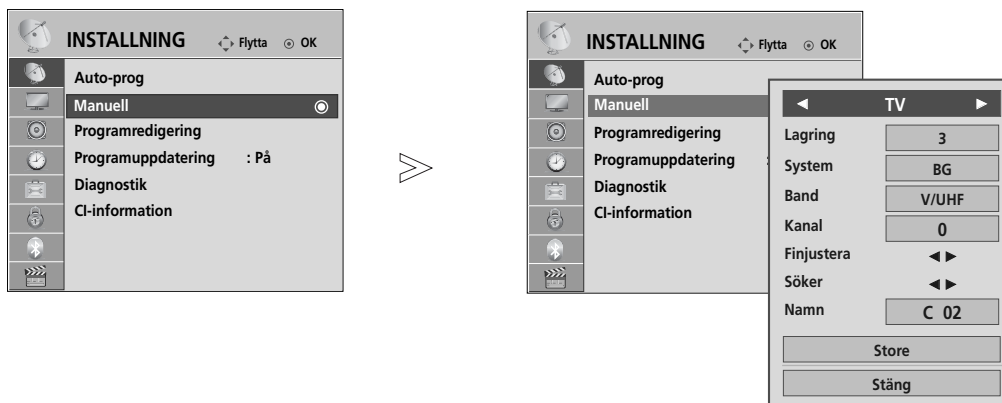 INSTALLNING Flytta OK
Auto-prog
Manuell
Programredigering
Programuppdatering : På
Diagnostik
CI-information
INSTALLNING Flytta OK
Auto-prog
Manuell
Programredigering
Programuppdatering :
Diagnostik
CI-information
TV
Lagring 3
System BG
Band V/UHF
Kanal 0
Finjustera
Söker
Namn C 02
Store
Stäng